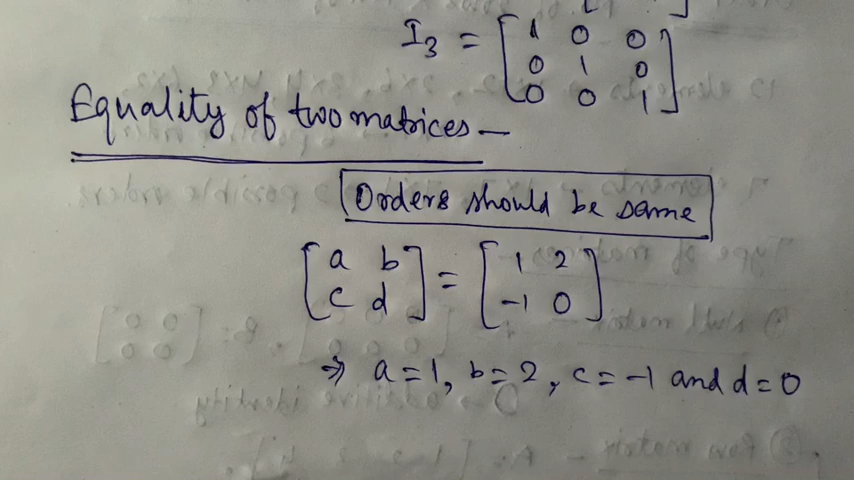 I₃ = [1 0 0
0 1 0
0 0 1]
Equality of two matrices —
Orders should be same
[a b
c d] = [1 2
-1 0]
⇒ a = 1, b = 2, c = -1 and d = 0